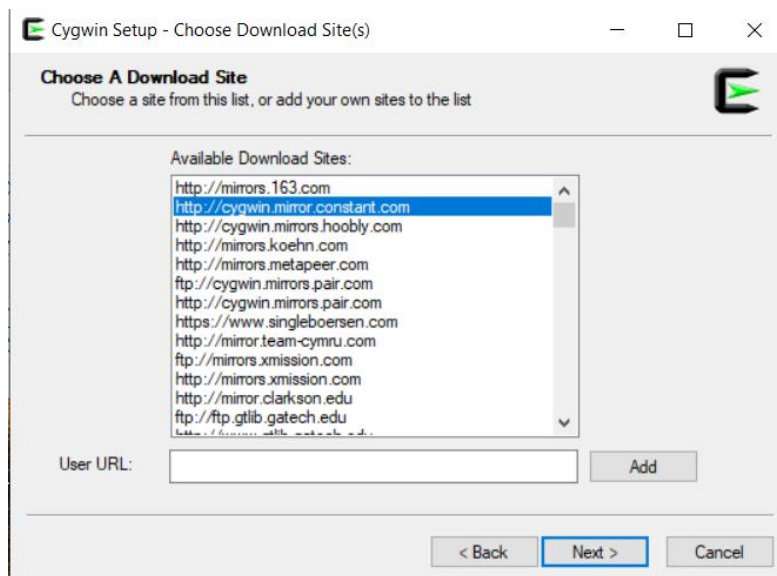 Cygwin Setup - Choose Download Site(s)
Choose A Download Site
Choose a site from this list, or add your own sites to the list
Available Download Sites:
http://mirrors.163.com
http://cygwin.mirror.constant.com
http://cygwin.mirrors.hoobly.com
http://mirrors.koehn.com
http://mirrors.metapeer.com
ftp://cygwin.mirrors.pair.com
http://cygwin.mirrors.pair.com
https://www.singleboersen.com
http://mirror.team-cymru.com
ftp://mirrors.xmission.com
http://mirrors.xmission.com
http://mirror.clarkson.edu
ftp://ftp.gtlib.gatech.edu
User URL:
Add
< Back
Next >
Cancel